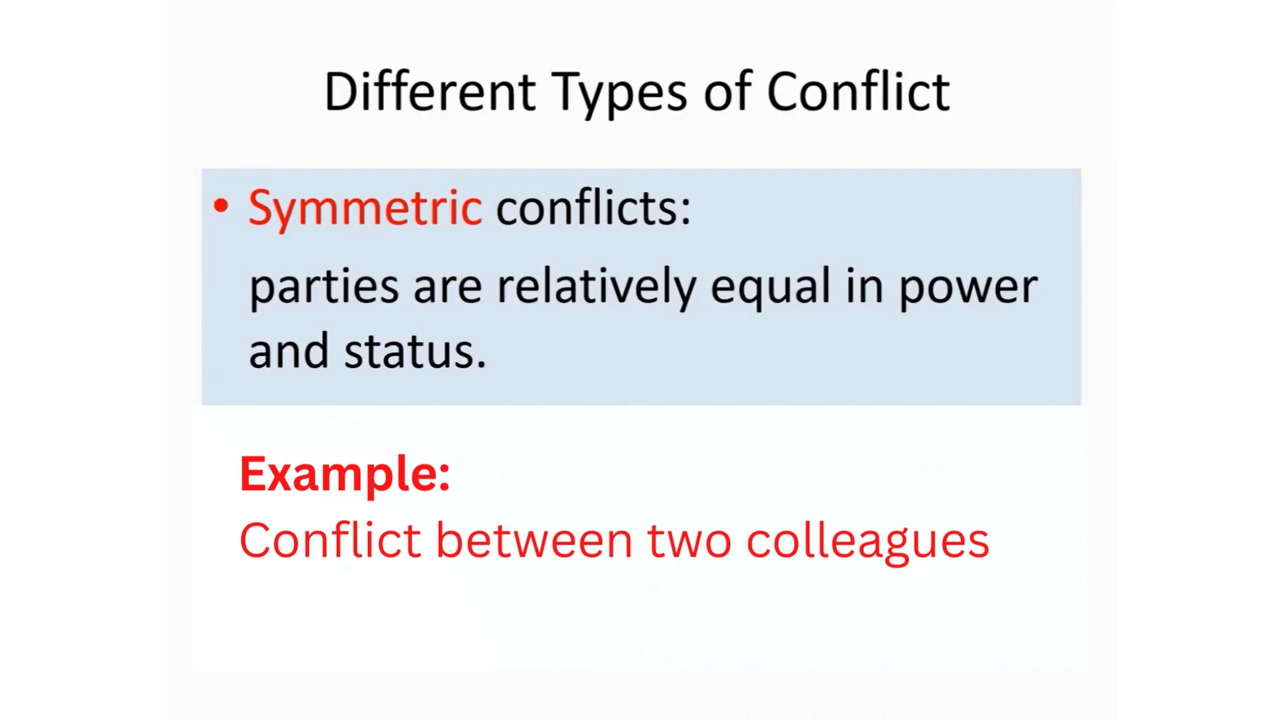 Different Types of Conflict
• Symmetric conflicts:
parties are relatively equal in power
and status.
Example:
Conflict between two colleagues